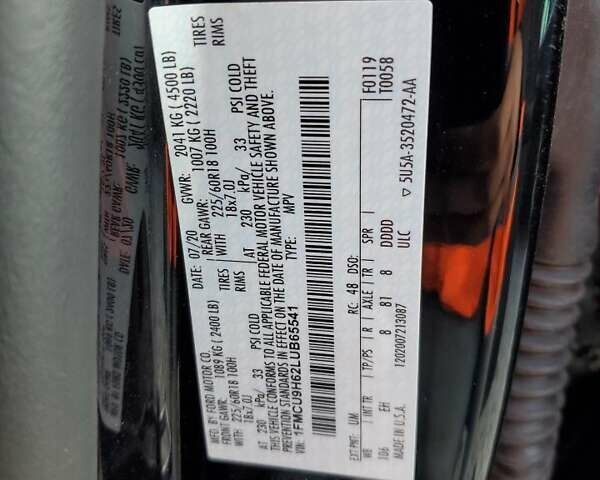 MFD. BY FORD MOTOR CO.
DATE: 07/20 GVWR: 2041 KG ( 4500 LB)
FRONT GAWR: 1089 KG ( 2400 LB) REAR GAWR: 1007 KG ( 2220 LB)
225/60R18 100H TIRES WITH 225/60R18 100H TIRES
18x7.0J RIMS 18x7.0J RIMS
AT 230 kPa/ 33 PSI COLD AT 230 kPa/ 33 PSI COLD
THIS VEHICLE CONFORMS TO ALL APPLICABLE FEDERAL MOTOR VEHICLE SAFETY AND THEFT
PREVENTION STANDARDS IN EFFECT ON THE DATE OF MANUFACTURE SHOWN ABOVE.
VIN: 1FMCU9H62LUB65541 TYPE: MPV
F0119
T0058
EXT PNT: UM RC: 48 DSO:
WB INT TR TP/PS R AXLE TR SPR
106 EH 8 81 8 DDDD
MADE IN U.S.A. ULC ▽ 5U5A-3520472-AA
1202007213087